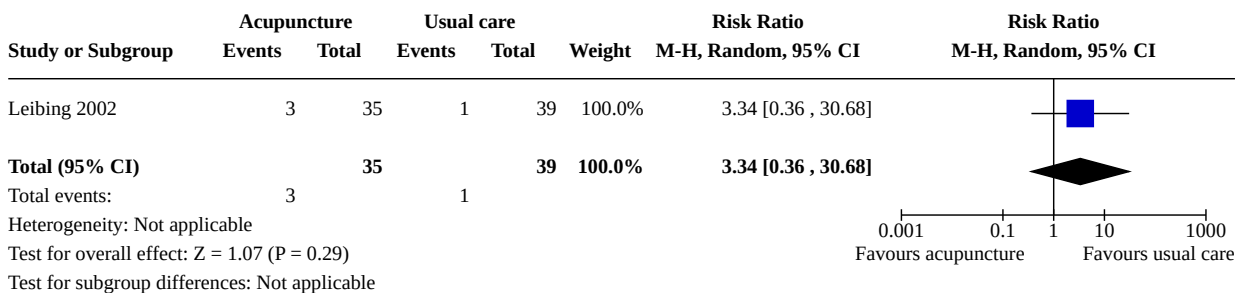 Acupuncture Usual care Risk Ratio Risk Ratio
Study or Subgroup Events Total Events Total Weight M-H, Random, 95% CI M-H, Random, 95% CI
Leibing 2002 3 35 1 39 100.0% 3.34 [0.36 , 30.68]
Total (95% CI) 35 39 100.0% 3.34 [0.36 , 30.68]
Total events: 3 1
Heterogeneity: Not applicable
0.001 0.1 1 10 1000
Test for overall effect: Z = 1.07 (P = 0.29) Favours acupuncture Favours usual care
Test for subgroup differences: Not applicable